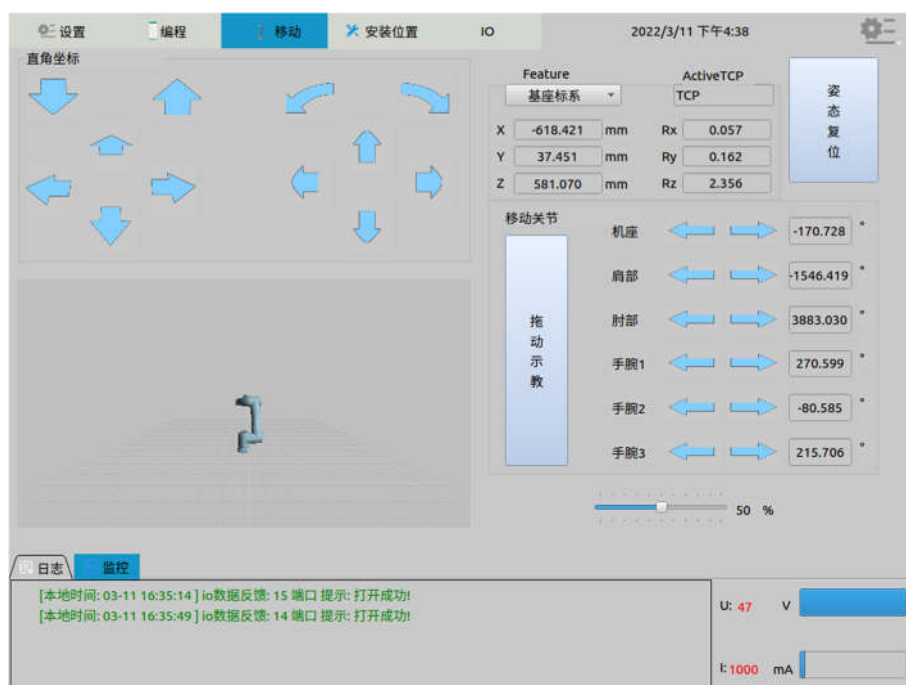 设置 编程 移动 安装位置 IO 2022/3/11 下午4:38
直角坐标
Feature ActiveTCP
基座标系 TCP
X -618.421 mm Rx 0.057
Y 37.451 mm Ry 0.162
Z 581.070 mm Rz 2.356
姿态复位
移动关节
拖动示教
机座 -170.728 °
肩部 -1546.419 °
肘部 3883.030 °
手腕1 270.599 °
手腕2 -80.585 °
手腕3 215.706 °
50 %
日志 监控
[本地时间: 03-11 16:35:14 ] io数据反馈: 15 端口 提示: 打开成功!
[本地时间: 03-11 16:35:49 ] io数据反馈: 14 端口 提示: 打开成功!
U: 47 V
I: 1000 mA